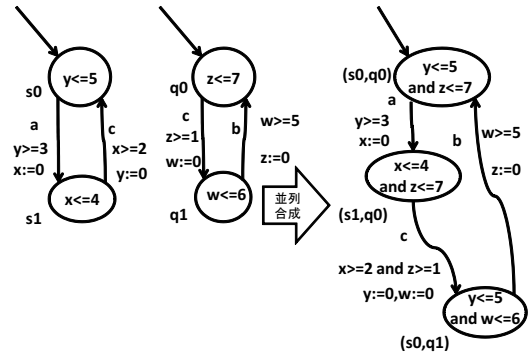 y<=5
s0
a
y>=3
x:=0
c
x>=2
y:=0
x<=4
s1
z<=7
q0
c
z>=1
w:=0
b
w>=5
z:=0
w<=6
q1
並列
合成
y<=5
and z<=7
(s0,q0)
a
y>=3
x:=0
b
w>=5
z:=0
x<=4
and z<=7
(s1,q0)
c
x>=2 and z>=1
y:=0,w:=0
y<=5
and w<=6
(s0,q1)